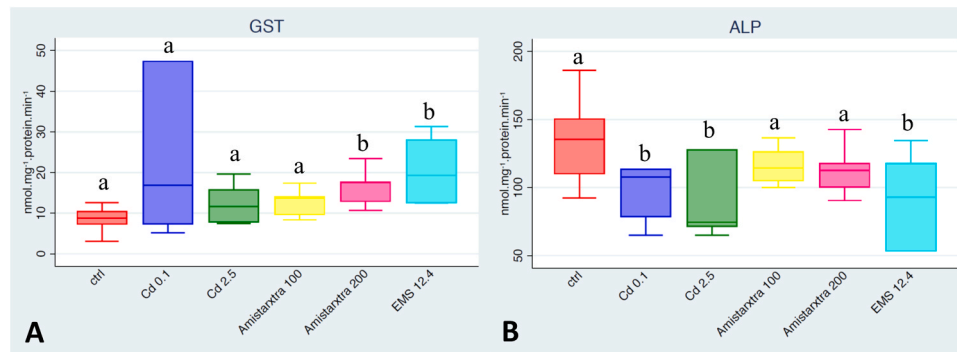 GST
50
40
30
20
10
0
nmol.mg⁻¹.protein.min⁻¹
a
a
a
a
b
b
ctrl
Cd 0.1
Cd 2.5
Amistarxtra 100
Amistarxtra 200
EMS 12.4
A
ALP
200
150
100
50
nmol.mg⁻¹.protein.min⁻¹
a
b
b
a
a
b
ctrl
Cd 0.1
Cd 2.5
Amistarxtra 100
Amistarxtra 200
EMS 12.4
B